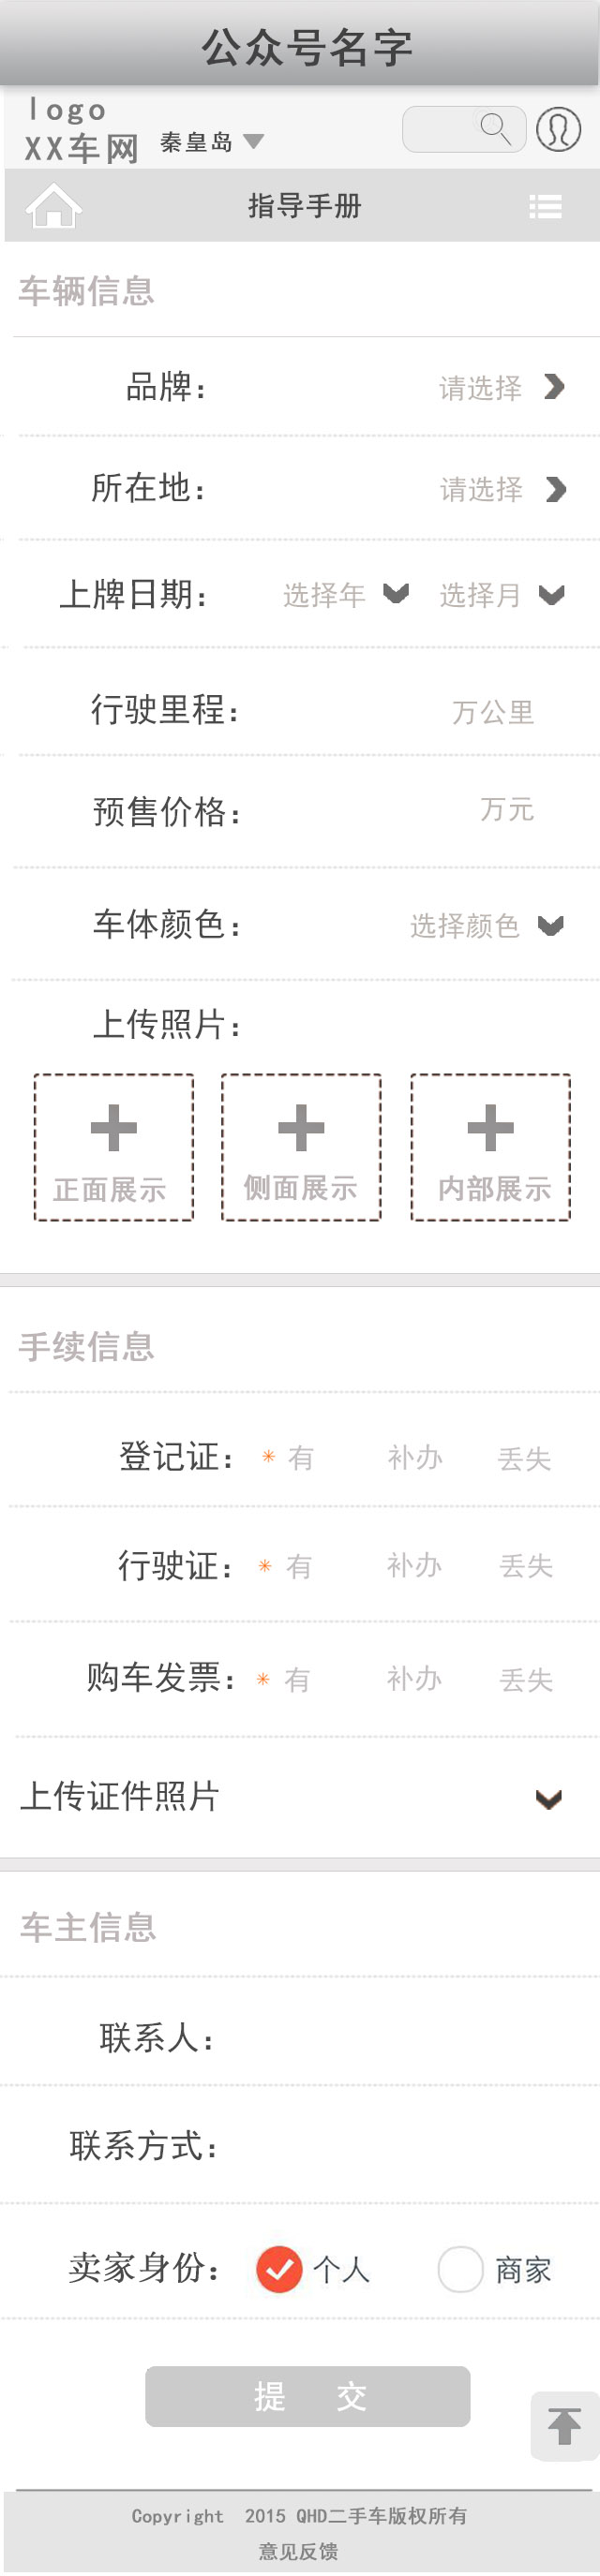 公众号名字
logo
XX车网 秦皇岛
指导手册
车辆信息
品牌: 请选择
所在地: 请选择
上牌日期: 选择年 选择月
行驶里程: 万公里
预售价格: 万元
车体颜色: 选择颜色
上传照片:
正面展示 侧面展示 内部展示
手续信息
登记证: * 有 补办 丢失
行驶证: * 有 补办 丢失
购车发票: * 有 补办 丢失
上传证件照片
车主信息
联系人:
联系方式:
卖家身份: 个人 商家
提 交
Copyright 2015 QHD二手车版权所有
意见反馈